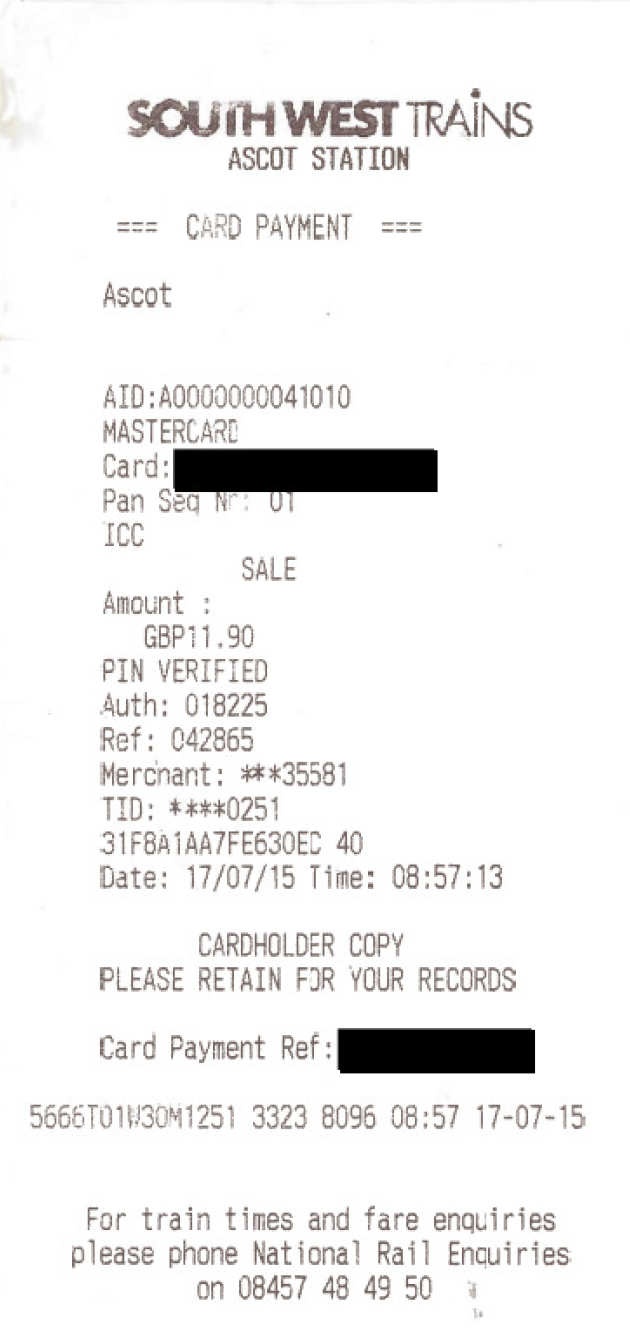 SOUTH WEST TRAINS
ASCOT STATION
=== CARD PAYMENT ===
Ascot
AID:A0000000041010
MASTERCARD
Card:
Pan Seq Nr: 01
ICC
SALE
Amount :
GBP11.90
PIN VERIFIED
Auth: 018225
Ref: 042865
Merchant: ***35581
TID: ****0251
31F8A1AA7FE630EC 40
Date: 17/07/15 Time: 08:57:13
CARDHOLDER COPY
PLEASE RETAIN FOR YOUR RECORDS
Card Payment Ref:
5666T01W30M1251 3323 8096 08:57 17-07-15
For train times and fare enquiries
please phone National Rail Enquiries
on 08457 48 49 50